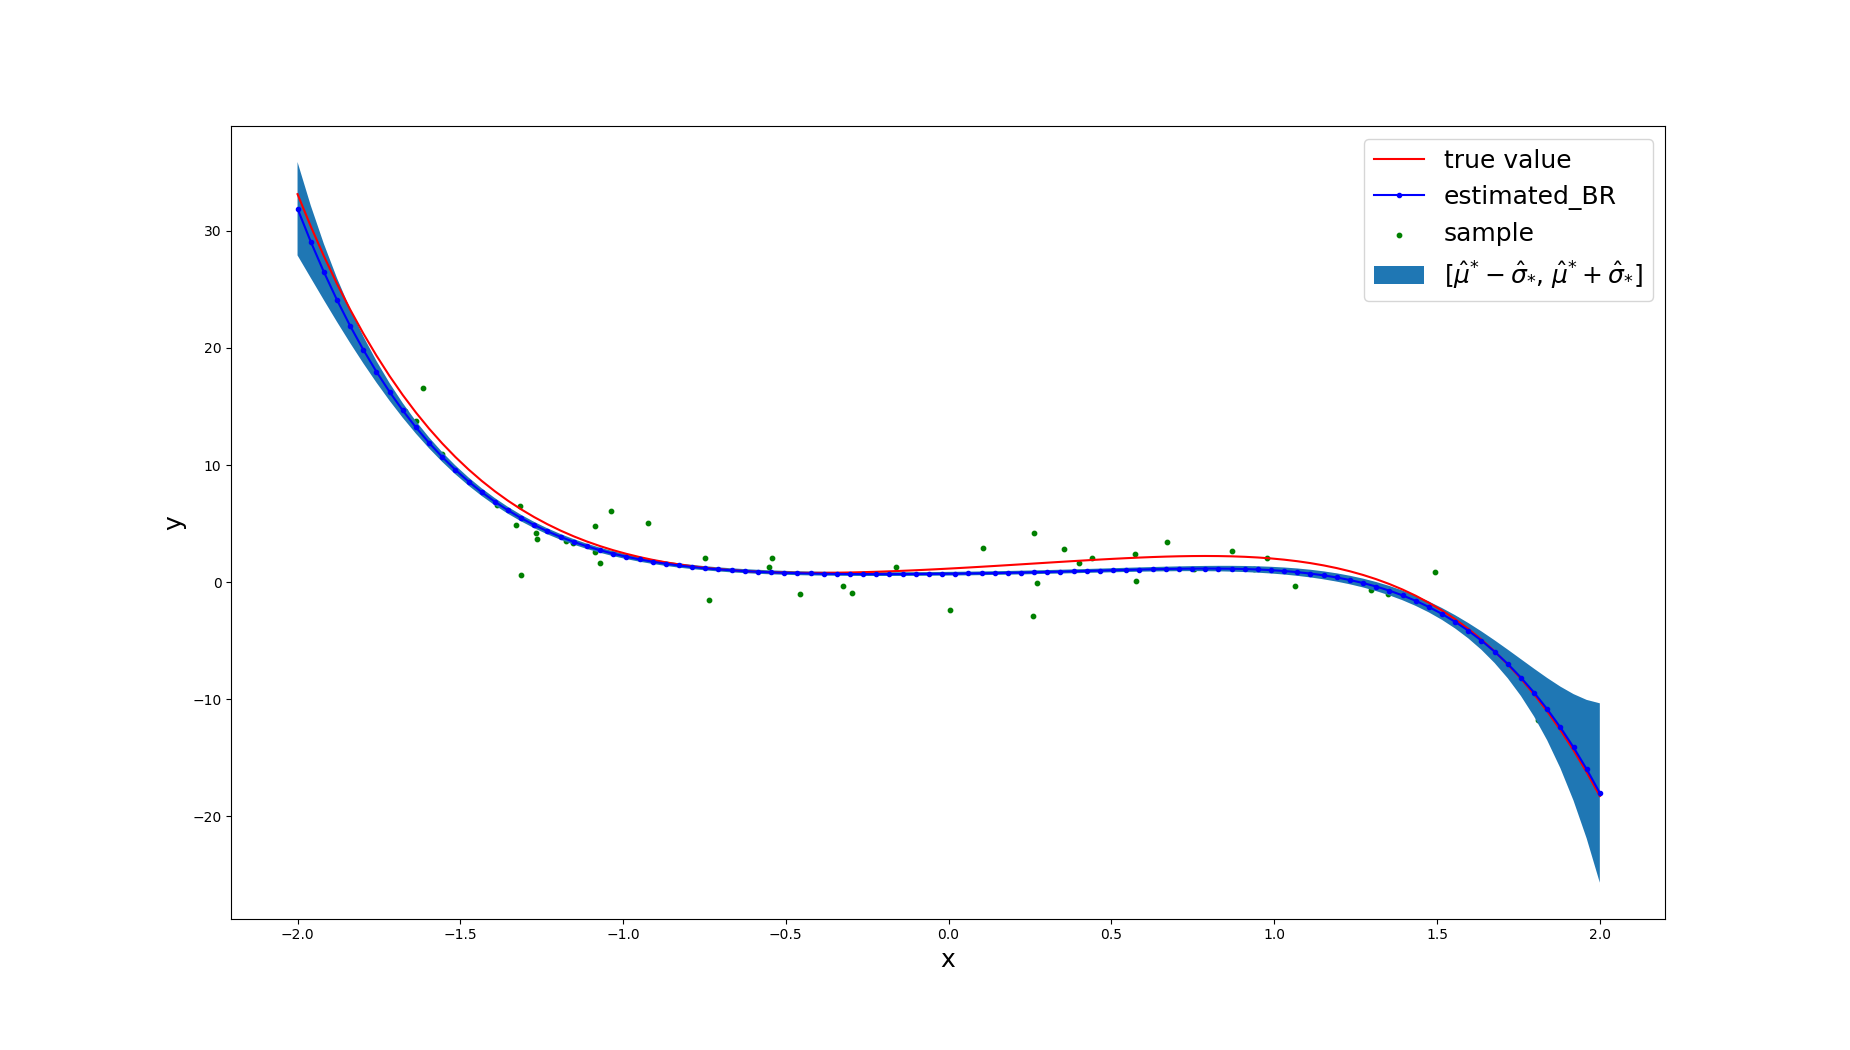 true value
estimated_BR
sample
[μ̂* − σ̂*, μ̂* + σ̂*]
30
20
10
0
−10
−20
y
−2.0 −1.5 −1.0 −0.5 0.0 0.5 1.0 1.5 2.0
x